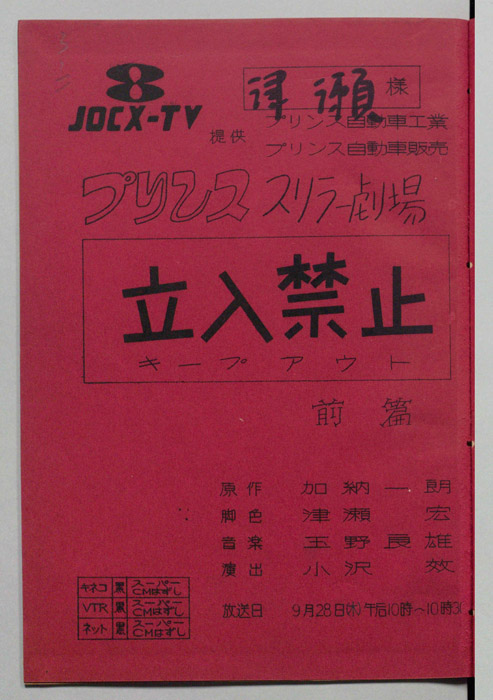 8
JOCX-TV
津瀬様
提供 プリンス自動車工業
プリンス自動車販売
プリンス スリラー劇場
立入禁止
キープアウト
前篇
原作 加納一朗
脚色 津瀬宏
音楽 玉野良雄
演出 小沢効
放送日 9月28日(水)午后10時〜10時30
キネコ 黒 スーパー
CMはずし
VTR 黒 スーパー
CMはずし
ネット 黒 スーパー
CMはずし